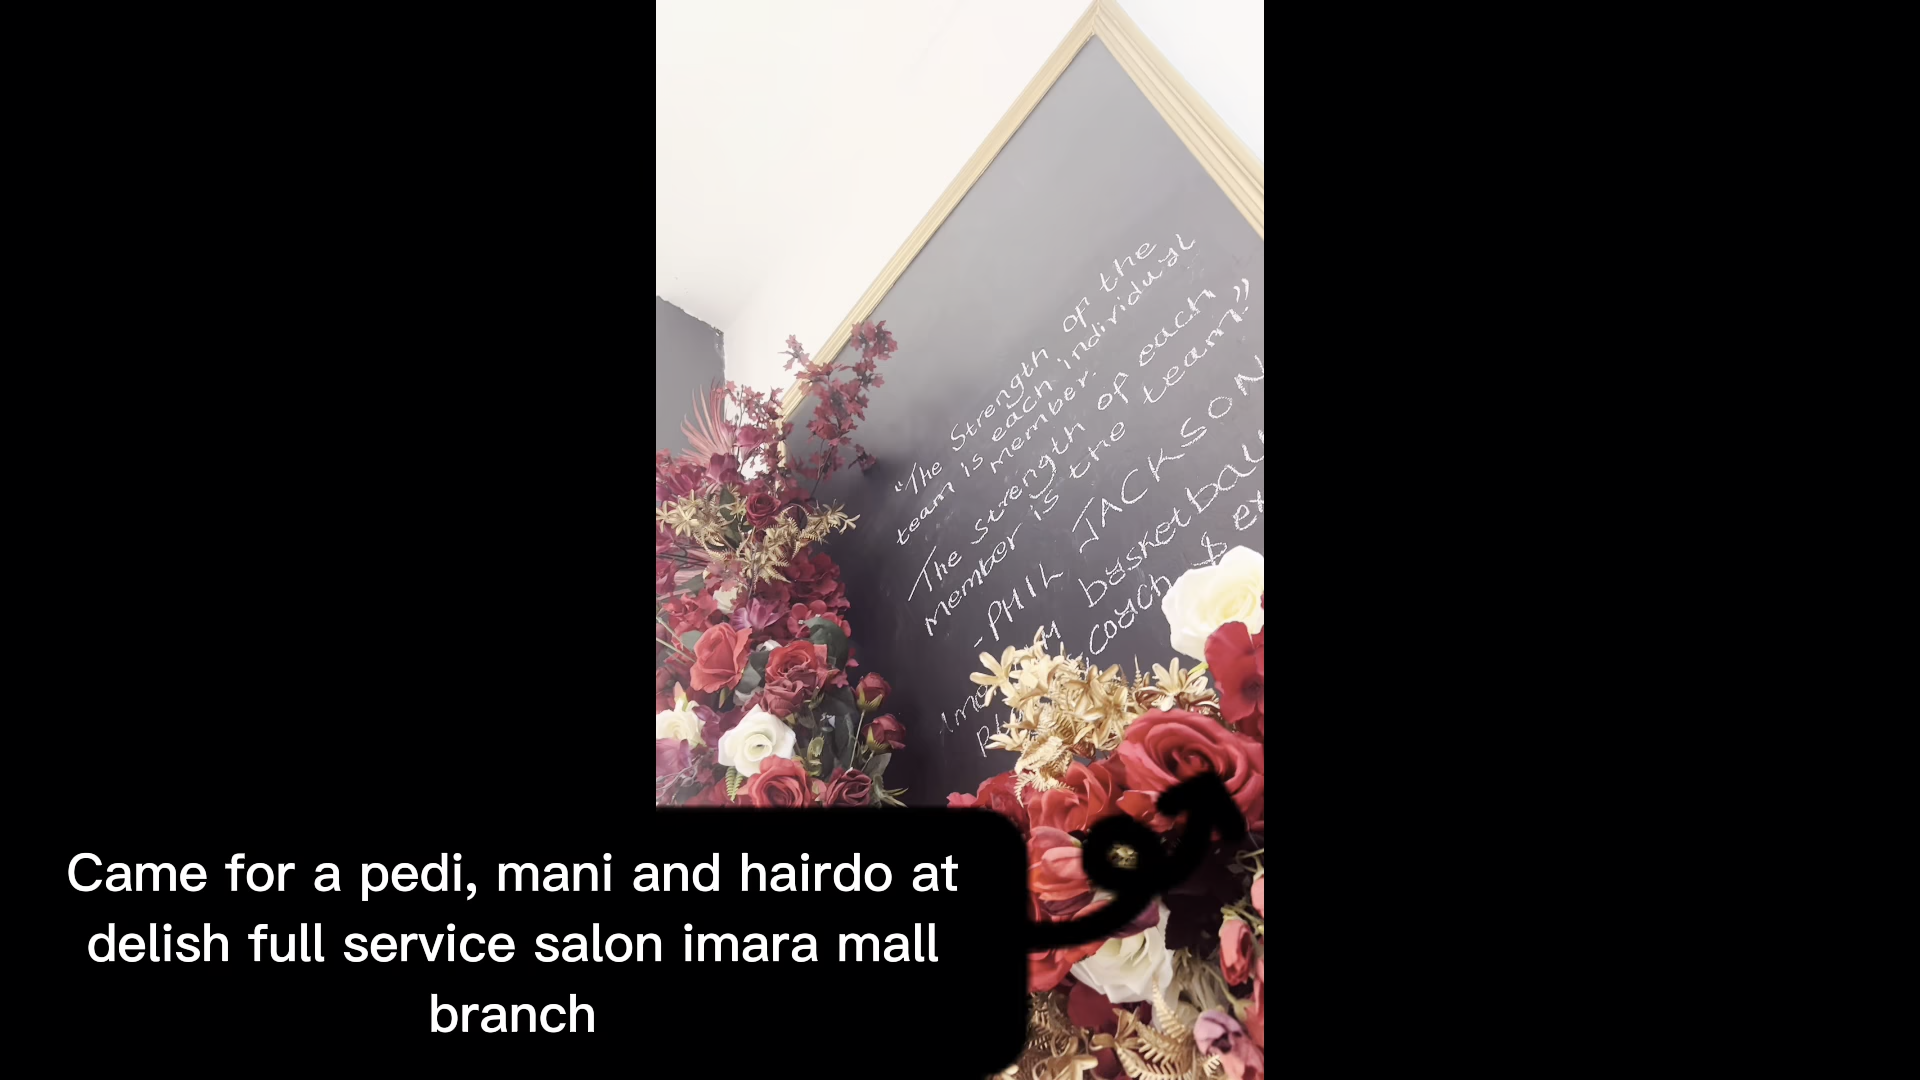 "The Strength of the
team is each individual
member.
The strength of each
member is the team."
-PHIL JACKSON
basketball
coach & ex
Came for a pedi, mani and hairdo at
delish full service salon imara mall
branch